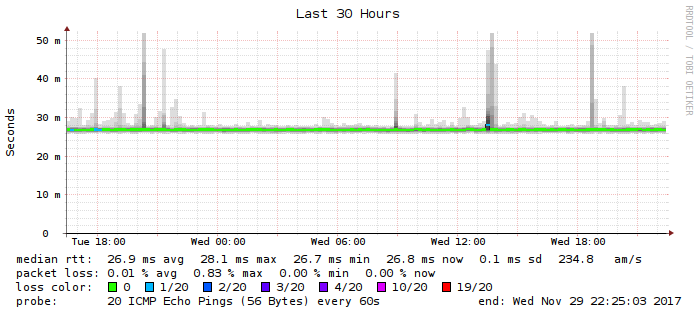 Last 30 Hours
RRDTOOL / TOBI OETIKER
Seconds
50 m
40 m
30 m
20 m
10 m
0
Tue 18:00 Wed 00:00 Wed 06:00 Wed 12:00 Wed 18:00
median rtt: 26.9 ms avg 28.1 ms max 26.7 ms min 26.8 ms now 0.1 ms sd 234.8 am/s
packet loss: 0.01 % avg 0.83 % max 0.00 % min 0.00 % now
loss color: 0 1/20 2/20 3/20 4/20 10/20 19/20
probe: 20 ICMP Echo Pings (56 Bytes) every 60s end: Wed Nov 29 22:25:03 2017